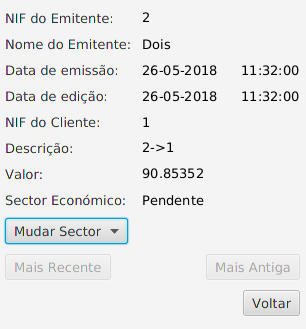 NIF do Emitente: 2
Nome do Emitente: Dois
Data de emissão: 26-05-2018 11:32:00
Data de edição: 26-05-2018 11:32:00
NIF do Cliente: 1
Descrição: 2->1
Valor: 90.85352
Sector Económico: Pendente
Mudar Sector
Mais Recente Mais Antiga
Voltar